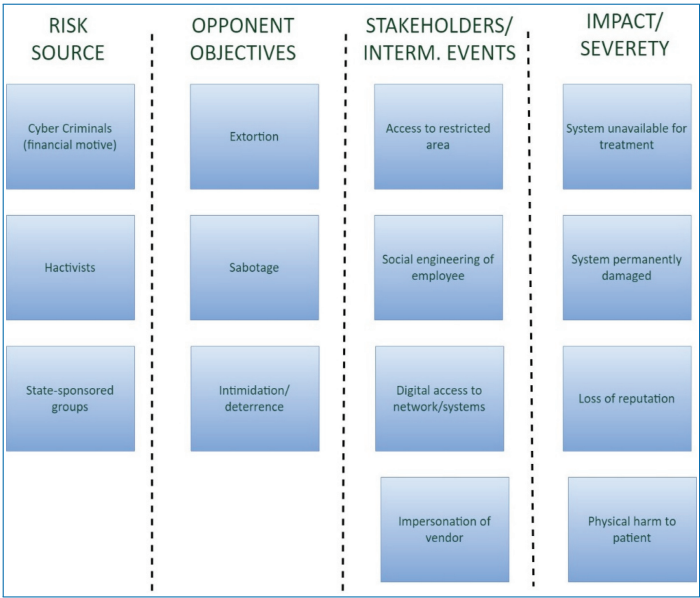 RISK
SOURCE
OPPONENT
OBJECTIVES
STAKEHOLDERS/
INTERM. EVENTS
IMPACT/
SEVERETY
Cyber Criminals
(financial motive)
Extortion
Access to restricted
area
System unavailable for
treatment
Hactivists
Sabotage
Social engineering of
employee
System permanently
damaged
State-sponsored
groups
Intimidation/
deterrence
Digital access to
network/systems
Loss of reputation
Impersonation of
vendor
Physical harm to
patient